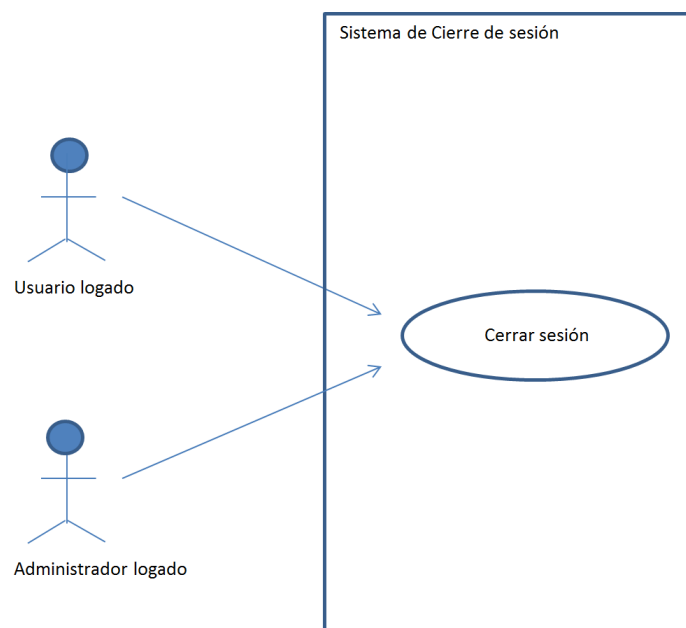 Sistema de Cierre de sesión
Usuario logado
Cerrar sesión
Administrador logado